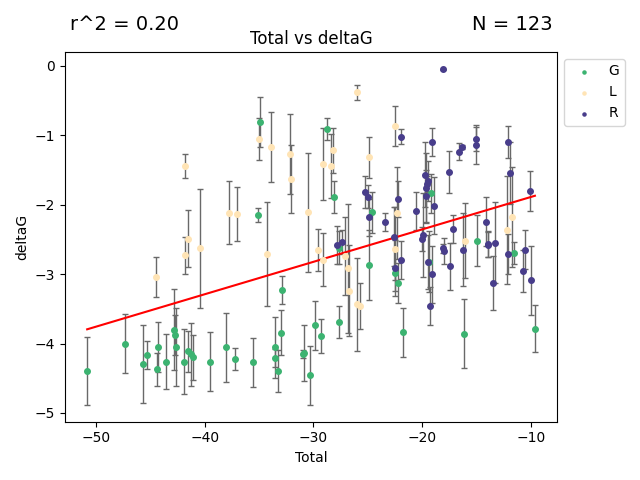 r^2 = 0.20
N = 123
Total vs deltaG
G
L
R
deltaG
0
−1
−2
−3
−4
−5
−50
−40
−30
−20
−10
Total